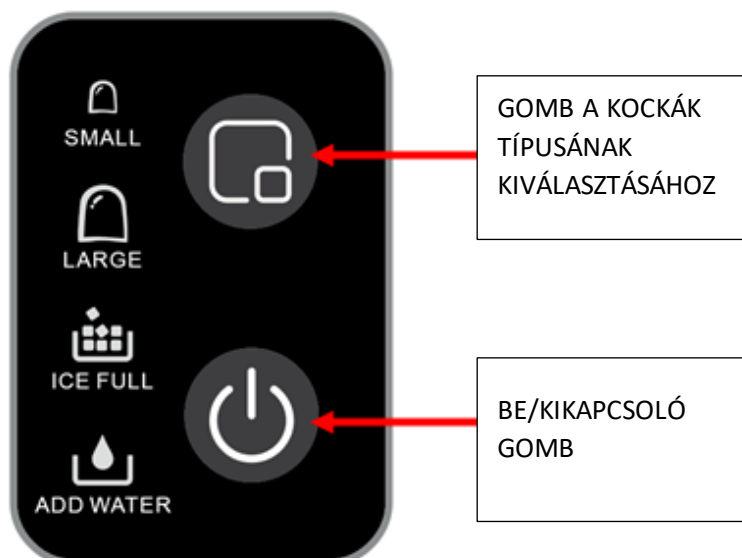 SMALL
LARGE
ICE FULL
ADD WATER
GOMB A KOCKÁK
TÍPUSÁNAK
KIVÁLASZTÁSÁHOZ
BE/KIKAPCSOLÓ
GOMB